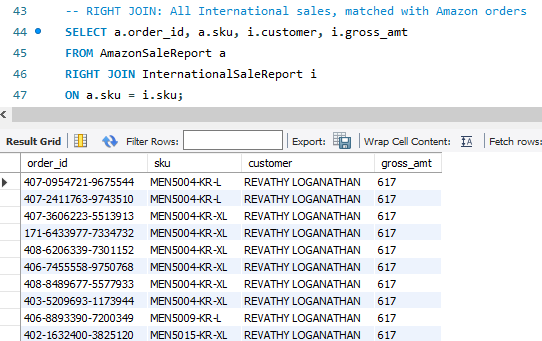 43 -- RIGHT JOIN: All International sales, matched with Amazon orders
44 SELECT a.order_id, a.sku, i.customer, i.gross_amt
45 FROM AmazonSaleReport a
46 RIGHT JOIN InternationalSaleReport i
47 ON a.sku = i.sku;
Result Grid Filter Rows: Export: Wrap Cell Content: IA Fetch rows:
order_id sku customer gross_amt
407-0954721-9675544 MEN5004-KR-L REVATHY LOGANATHAN 617
407-2411963-9743510 MEN5004-KR-L REVATHY LOGANATHAN 617
407-3606223-5513913 MEN5004-KR-XL REVATHY LOGANATHAN 617
171-6433977-7334732 MEN5004-KR-XL REVATHY LOGANATHAN 617
408-6206339-7301152 MEN5004-KR-XL REVATHY LOGANATHAN 617
406-7455558-9750768 MEN5004-KR-XL REVATHY LOGANATHAN 617
408-8489677-5577933 MEN5004-KR-XL REVATHY LOGANATHAN 617
403-5209693-1173944 MEN5004-KR-XL REVATHY LOGANATHAN 617
406-8893390-7200349 MEN5009-KR-L REVATHY LOGANATHAN 617
402-1632400-3825120 MEN5015-KR-XL REVATHY LOGANATHAN 617